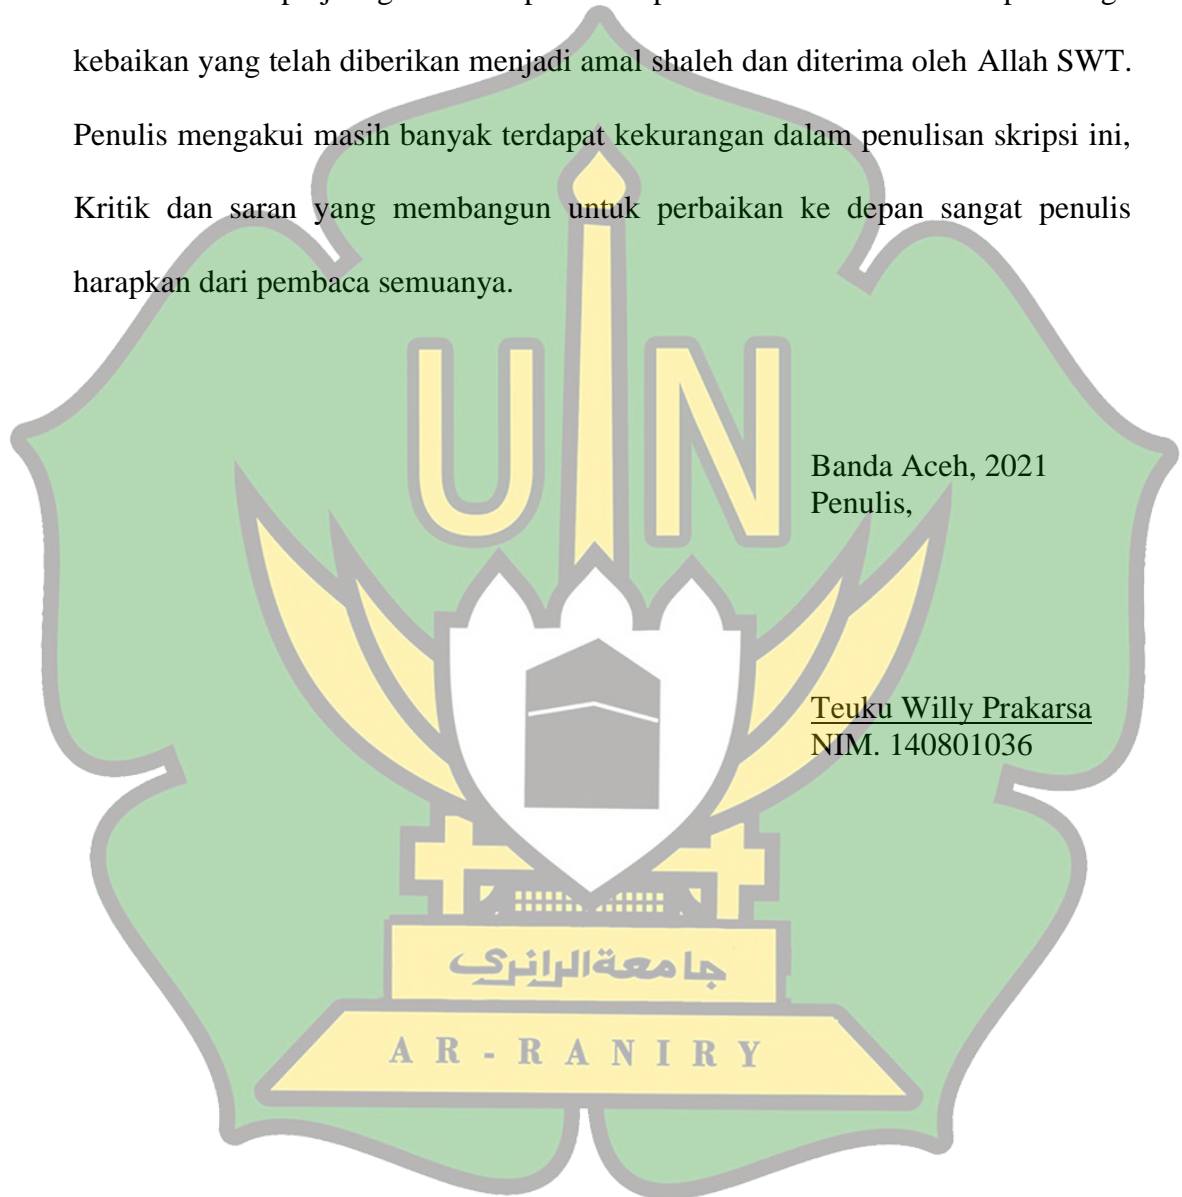 kebaikan yang telah diberikan menjadi amal shaleh dan diterima oleh Allah SWT.
Penulis mengakui masih banyak terdapat kekurangan dalam penulisan skripsi ini,
Kritik dan saran yang membangun untuk perbaikan ke depan sangat penulis
harapkan dari pembaca semuanya.
UIN
Banda Aceh, 2021
Penulis,
Teuku Willy Prakarsa
NIM. 140801036
جامعةالرانري
AR-RANIRY